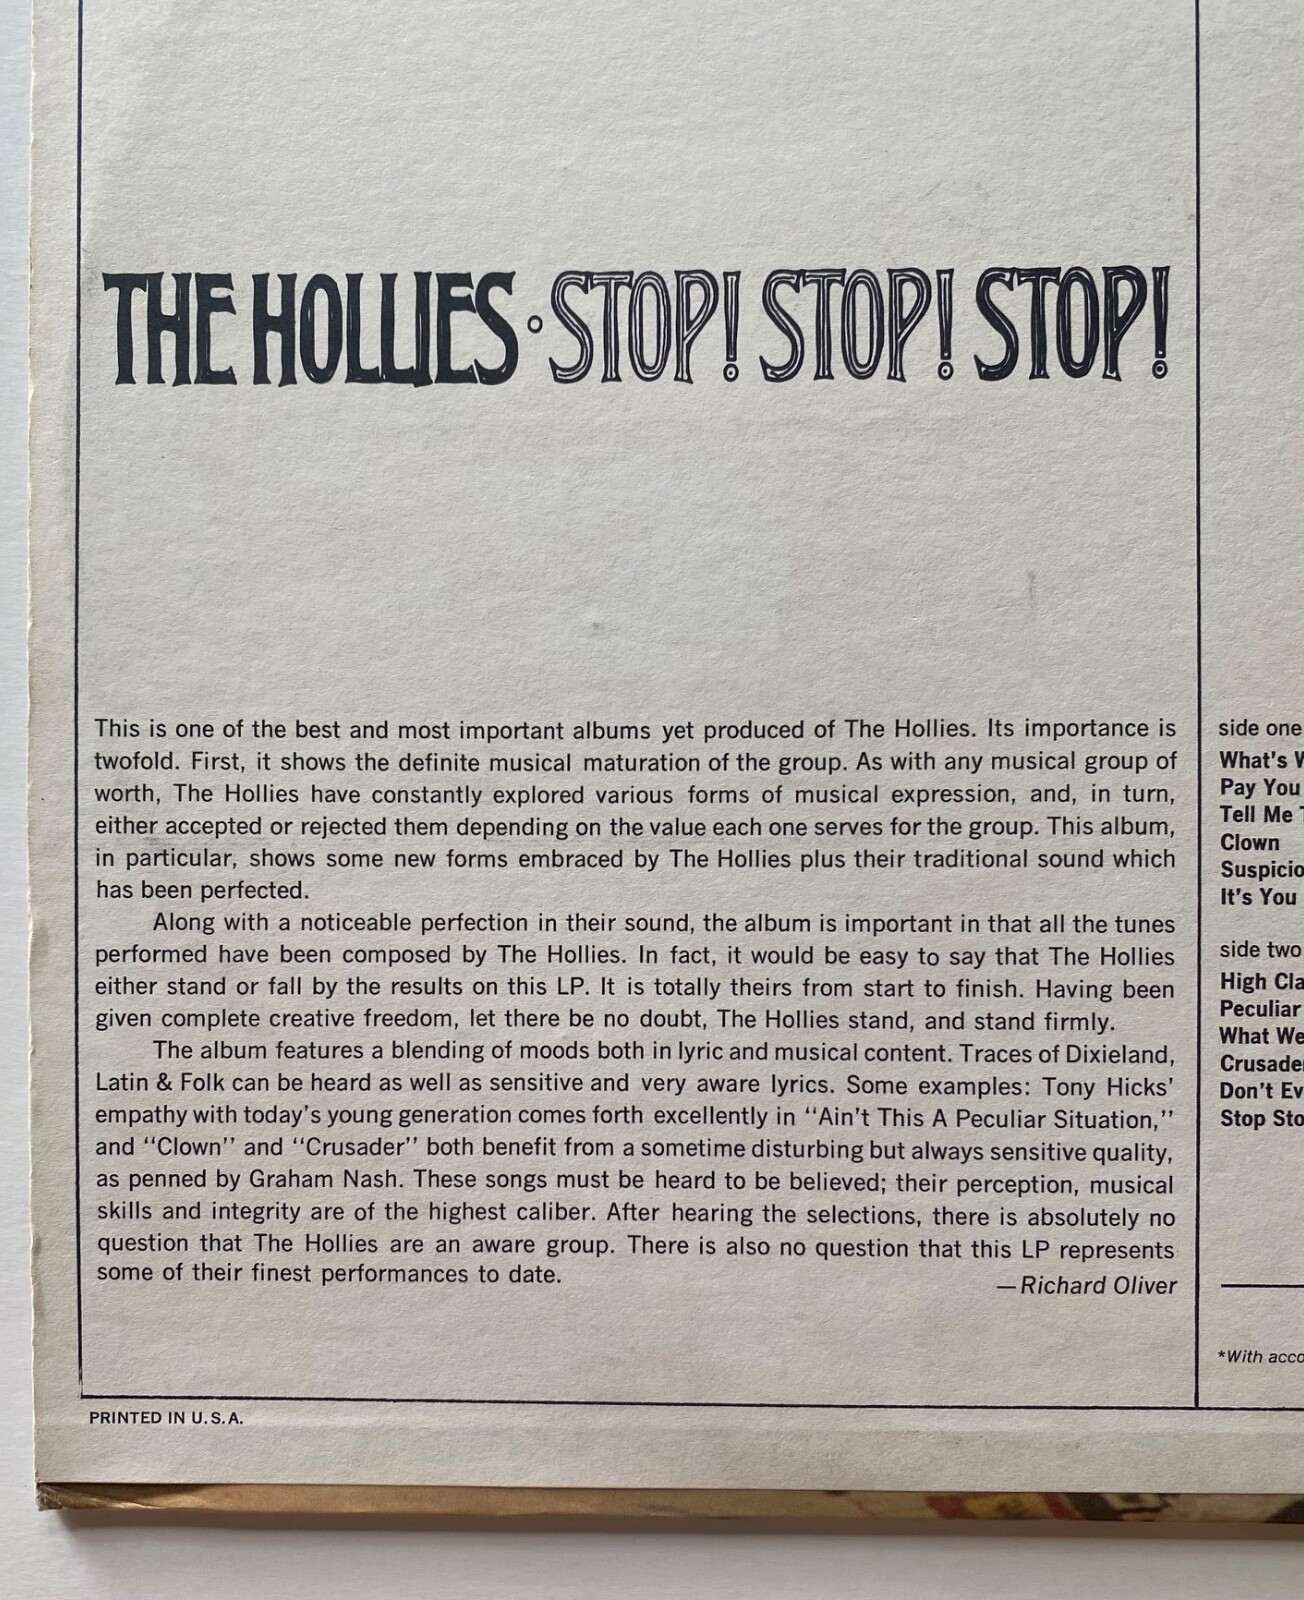 THE HOLLIES • STOP! STOP! STOP!
This is one of the best and most important albums yet produced of The Hollies. Its importance is
twofold. First, it shows the definite musical maturation of the group. As with any musical group of
worth, The Hollies have constantly explored various forms of musical expression, and, in turn,
either accepted or rejected them depending on the value each one serves for the group. This album,
in particular, shows some new forms embraced by The Hollies plus their traditional sound which
has been perfected.
Along with a noticeable perfection in their sound, the album is important in that all the tunes
performed have been composed by The Hollies. In fact, it would be easy to say that The Hollies
either stand or fall by the results on this LP. It is totally theirs from start to finish. Having been
given complete creative freedom, let there be no doubt, The Hollies stand, and stand firmly.
The album features a blending of moods both in lyric and musical content. Traces of Dixieland,
Latin & Folk can be heard as well as sensitive and very aware lyrics. Some examples: Tony Hicks'
empathy with today's young generation comes forth excellently in "Ain't This A Peculiar Situation,"
and "Clown" and "Crusader" both benefit from a sometime disturbing but always sensitive quality,
as penned by Graham Nash. These songs must be heard to be believed; their perception, musical
skills and integrity are of the highest caliber. After hearing the selections, there is absolutely no
question that The Hollies are an aware group. There is also no question that this LP represents
some of their finest performances to date.
—Richard Oliver
PRINTED IN U.S.A.
side one
What's
Pay You
Tell Me
Clown
It's You
side two
High
Peculiar
What
Don't
Stop
*With